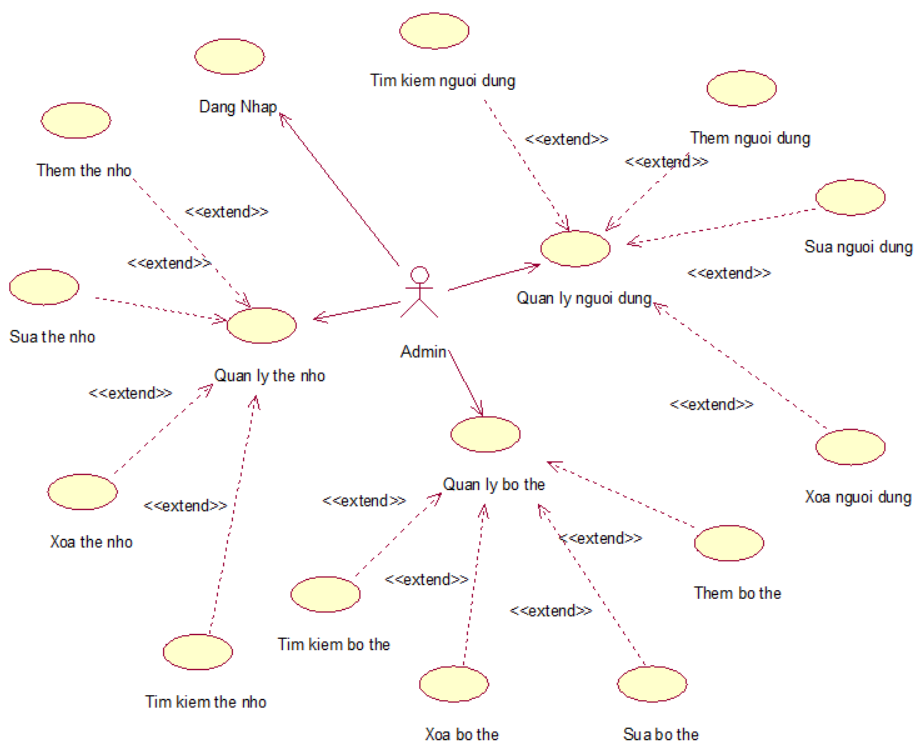 Tim kiem nguoi dung
Dang Nhap
Them nguoi dung
<<extend>>
<<extend>>
Them the nho
<<extend>>
Sua nguoi dung
<<extend>>
<<extend>>
Quan ly nguoi dung
Sua the nho
Admin
Quan ly the nho
<<extend>>
<<extend>>
Quan ly bo the
Xoa nguoi dung
<<extend>>
<<extend>>
Xoa the nho
<<extend>>
<<extend>>
Them bo the
<<extend>>
Tim kiem bo the
Tim kiem the nho
Xoa bo the
Sua bo the